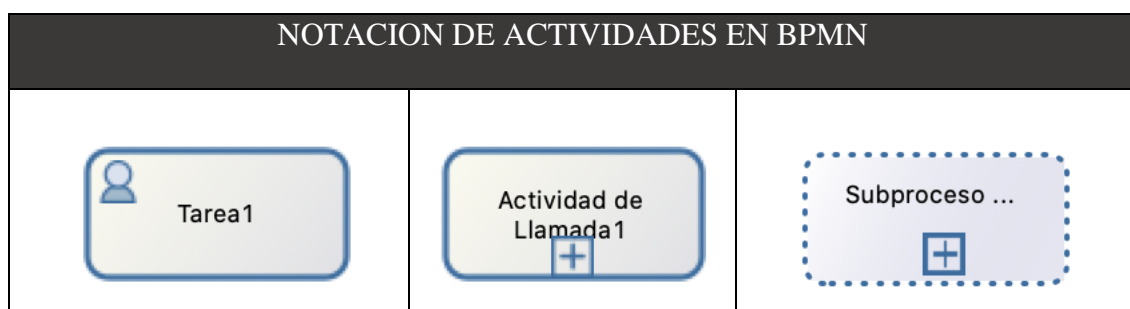 NOTACION DE ACTIVIDADES EN BPMN
Tarea1
Actividad de
Llamada1
Subproceso ...